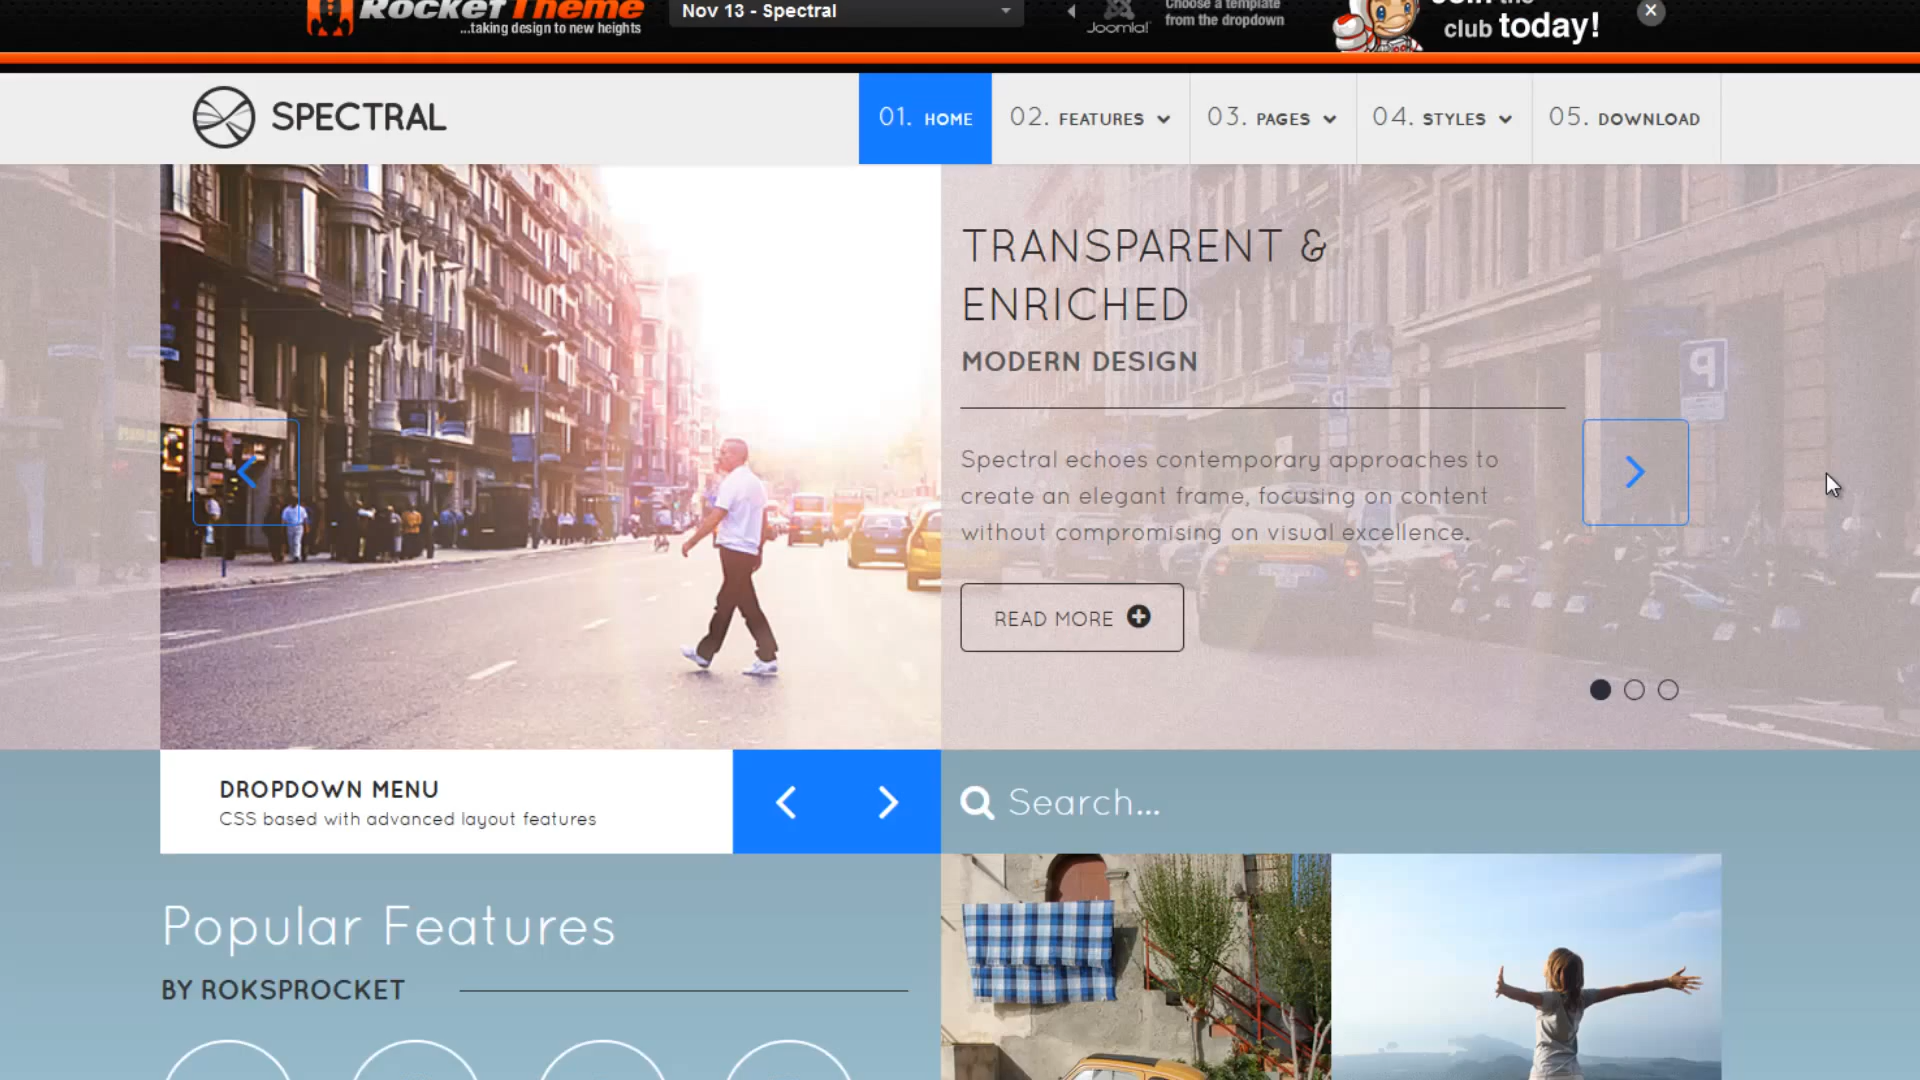 RocketTheme
...taking design to new heights
Nov 13 - Spectral
Joomla!
Choose a template
from the dropdown
Join the
club today!
SPECTRAL
01. HOME
02. FEATURES
03. PAGES
04. STYLES
05. DOWNLOAD
TRANSPARENT &
ENRICHED
MODERN DESIGN
Spectral echoes contemporary approaches to
create an elegant frame, focusing on content
without compromising on visual excellence.
READ MORE
DROPDOWN MENU
CSS based with advanced layout features
Search...
Popular Features
BY ROKSPROCKET